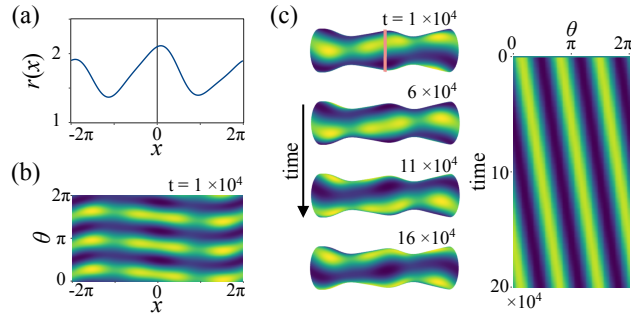 (a)
r(x)
2
1
-2π
0
2π
x
(b)
t = 1 ×10⁴
2π
π
0
θ
-2π
0
2π
x
(c)
t = 1 ×10⁴
6 ×10⁴
11 ×10⁴
16 ×10⁴
time
θ
0
π
2π
0
10
20
time
×10⁴